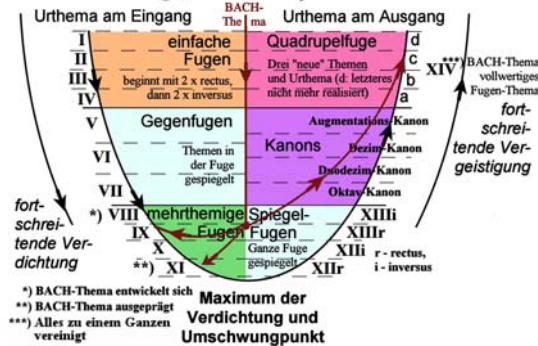 Urthema am Eingang
BACH-
The ma
Urthema am Ausgang
I
II
III
IV
einfache
Fugen
beginnt mit 2 x rectus,
dann 2 x inversus
Quadrupelfuge
Drei "neue" Themen
und Urthema (d: letzteres
nicht mehr realisiert)
d
c
b
a
XIV
***) BACH-Thema
vollwertiges
Fugen-Thema
V
VI
VII
Gegenfugen
Themen in
der Fuge
gespiegelt
Kanons
Augmentations-Kanon
Dezim-Kanon
Duodezim-Kanon
Oktav-Kanon
fort-
schrei-
tende Ver-
geistigung
fort-
schrei-
tende Ver-
dichtung
*) VIII
IX
X
**) XI
mehrthemige
Fugen
Spiegel-
Fugen
Ganze Fuge
gespiegelt
XIIIi
XIIIr
XIIi
XIIr
r - rectus,
i - inversus
*) BACH-Thema entwickelt sich
**) BACH-Thema ausgeprägt
***) Alles zu einem Ganzen
vereinigt
Maximum der
Verdichtung und
Umschwungpunkt